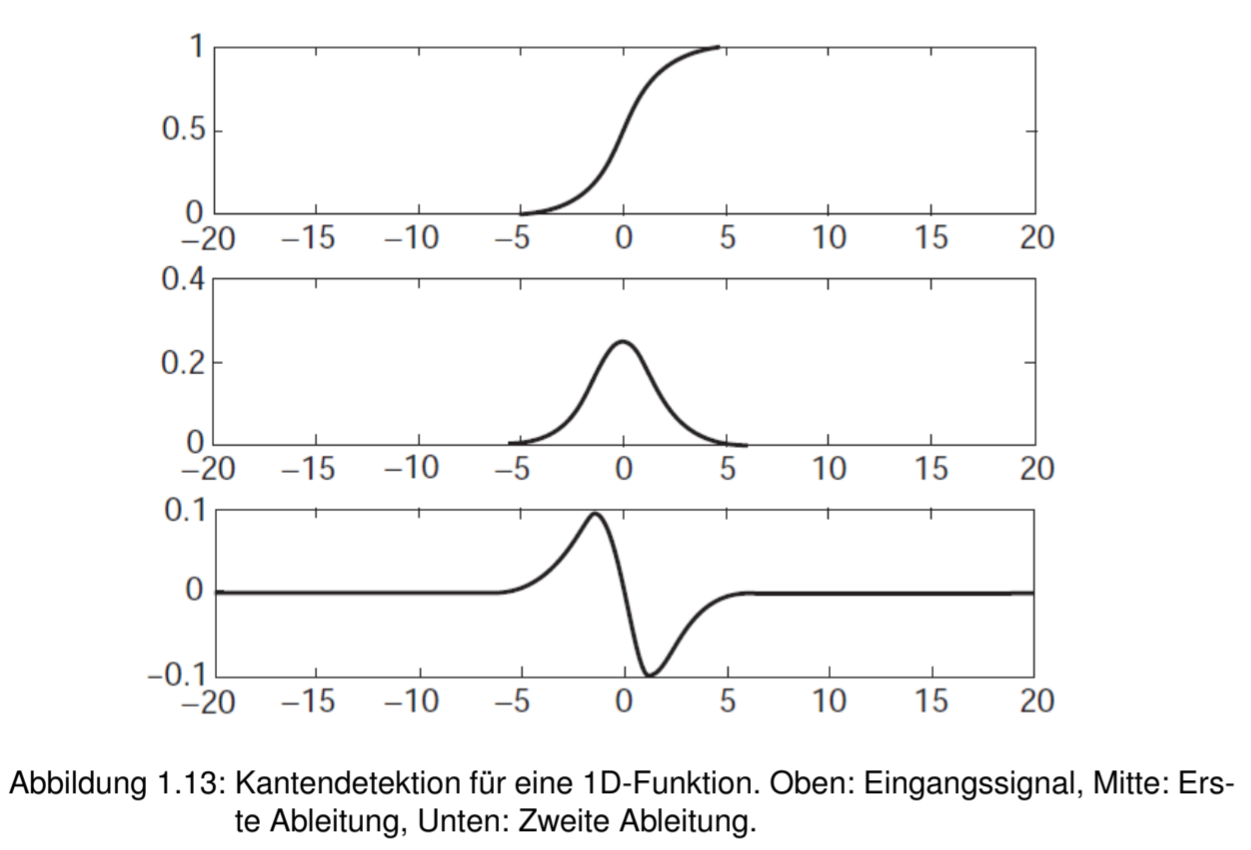 1
0.5
0
−20 −15 −10 −5 0 5 10 15 20
0.4
0.2
0
−20 −15 −10 −5 0 5 10 15 20
0.1
0
−0.1
−20 −15 −10 −5 0 5 10 15 20
Abbildung 1.13: Kantendetektion für eine 1D-Funktion. Oben: Eingangssignal, Mitte: Ers-
te Ableitung, Unten: Zweite Ableitung.